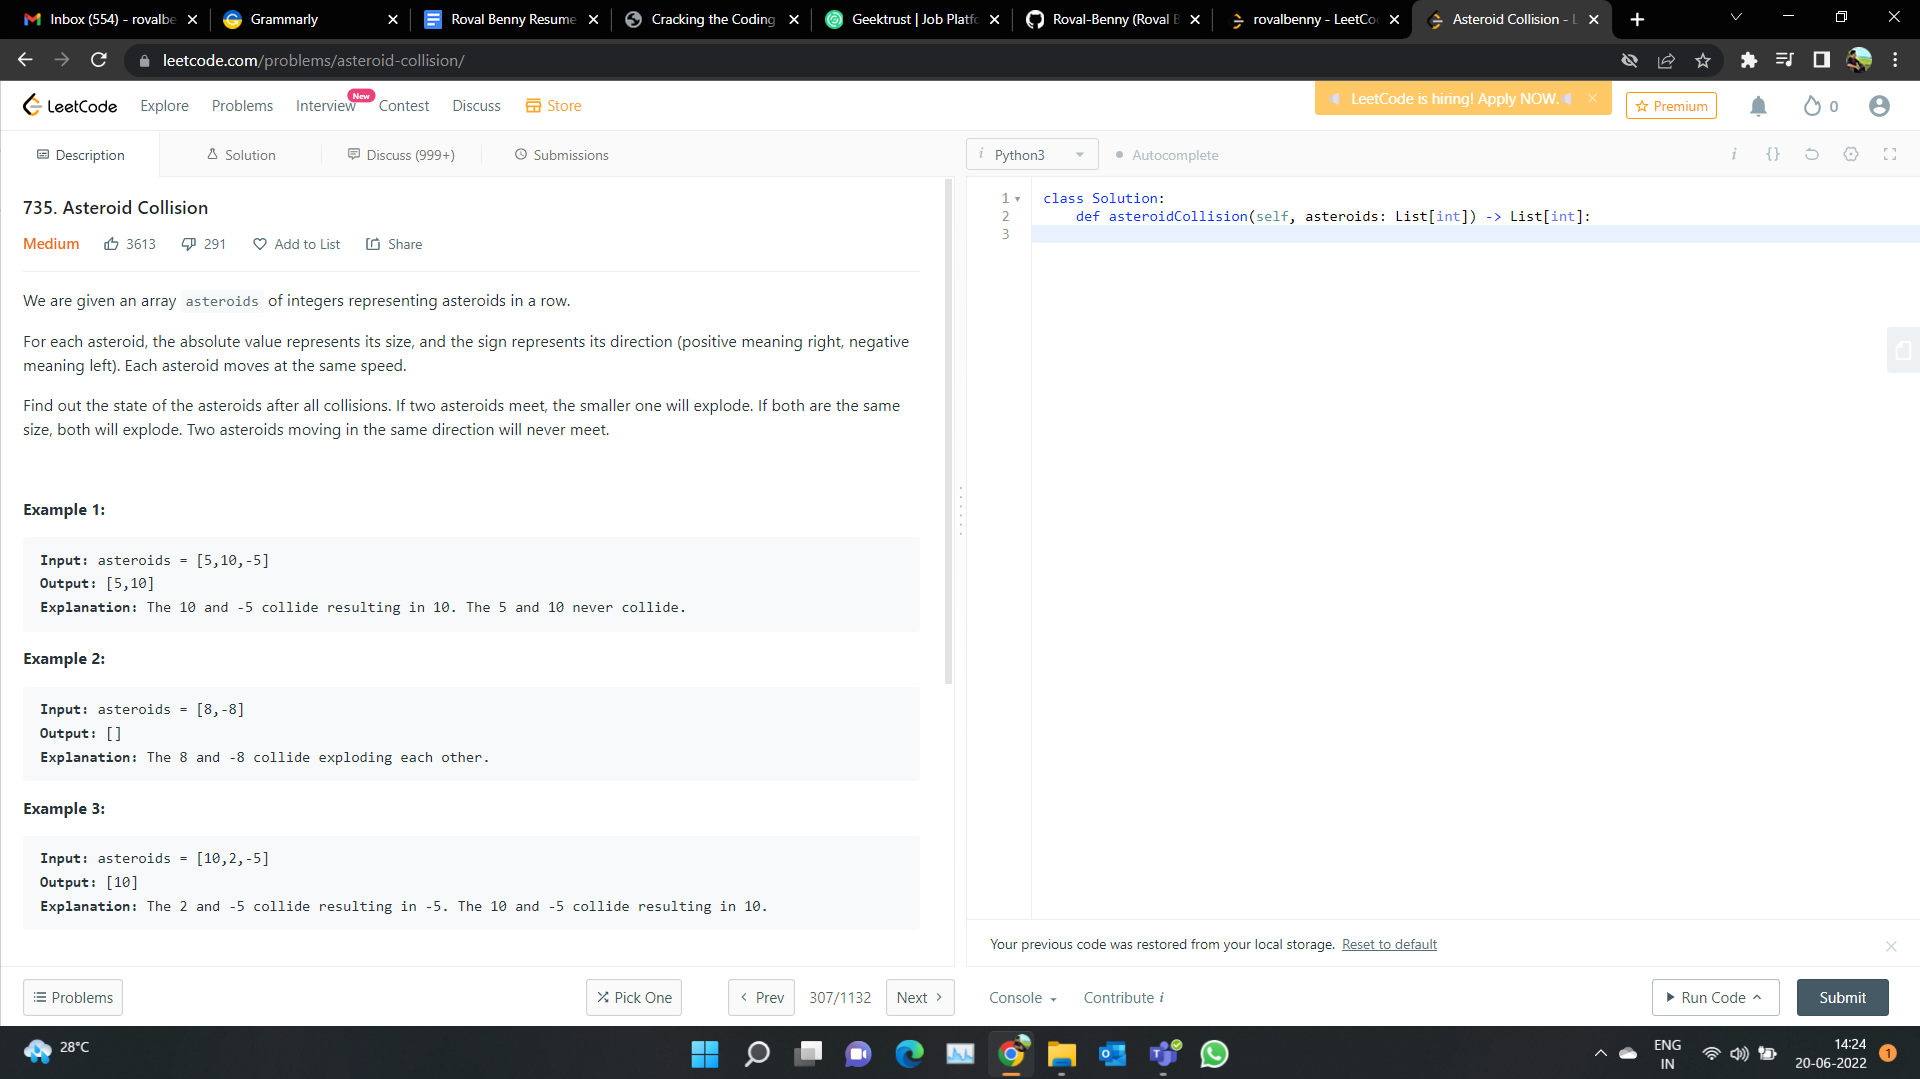 Inbox (554) - rovalbe
Grammarly
Roval Benny Resume
Cracking the Coding
Geektrust | Job Platfo
Roval-Benny (Roval B
rovalbenny - LeetCo
Asteroid Collision - L
leetcode.com/problems/asteroid-collision/
LeetCode
Explore
Problems
Interview
New
Contest
Discuss
Store
LeetCode is hiring! Apply NOW.
Premium
0
Description
Solution
Discuss (999+)
Submissions
i Python3
Autocomplete
i
{}
735. Asteroid Collision
Medium
3613
291
Add to List
Share
We are given an array asteroids of integers representing asteroids in a row.
For each asteroid, the absolute value represents its size, and the sign represents its direction (positive meaning right, negative
meaning left). Each asteroid moves at the same speed.
Find out the state of the asteroids after all collisions. If two asteroids meet, the smaller one will explode. If both are the same
size, both will explode. Two asteroids moving in the same direction will never meet.
Example 1:
Input: asteroids = [5,10,-5]
Output: [5,10]
Explanation: The 10 and -5 collide resulting in 10. The 5 and 10 never collide.
Example 2:
Input: asteroids = [8,-8]
Output: []
Explanation: The 8 and -8 collide exploding each other.
Example 3:
Input: asteroids = [10,2,-5]
Output: [10]
Explanation: The 2 and -5 collide resulting in -5. The 10 and -5 collide resulting in 10.
1 class Solution:
2 def asteroidCollision(self, asteroids: List[int]) -> List[int]:
3
Your previous code was restored from your local storage. Reset to default
Problems
Pick One
Prev
307/1132
Next
Console
Contribute i
Run Code
Submit
28°C
ENG
IN
14:24
20-06-2022
1